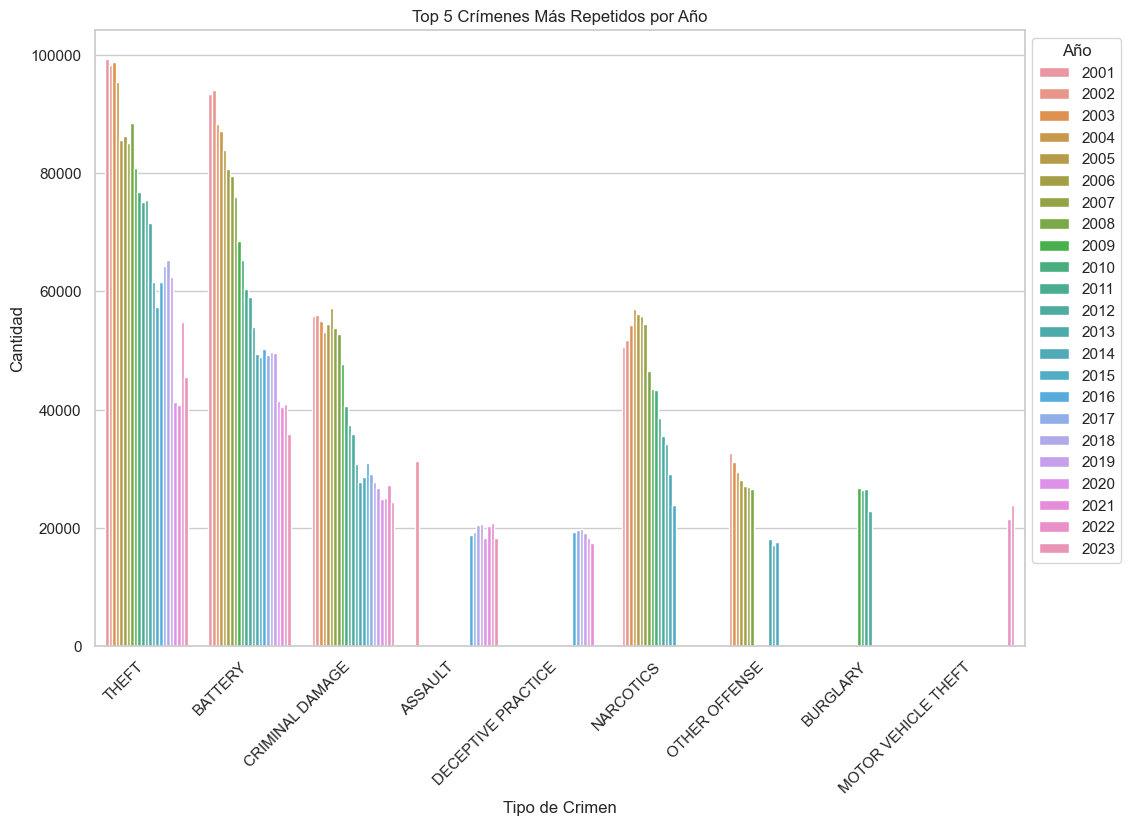 Top 5 Crímenes Más Repetidos por Año
Cantidad
100000
80000
60000
40000
20000
0
THEFT
BATTERY
CRIMINAL DAMAGE
ASSAULT
DECEPTIVE PRACTICE
NARCOTICS
OTHER OFFENSE
BURGLARY
MOTOR VEHICLE THEFT
Tipo de Crimen
Año
2001
2002
2003
2004
2005
2006
2007
2008
2009
2010
2011
2012
2013
2014
2015
2016
2017
2018
2019
2020
2021
2022
2023